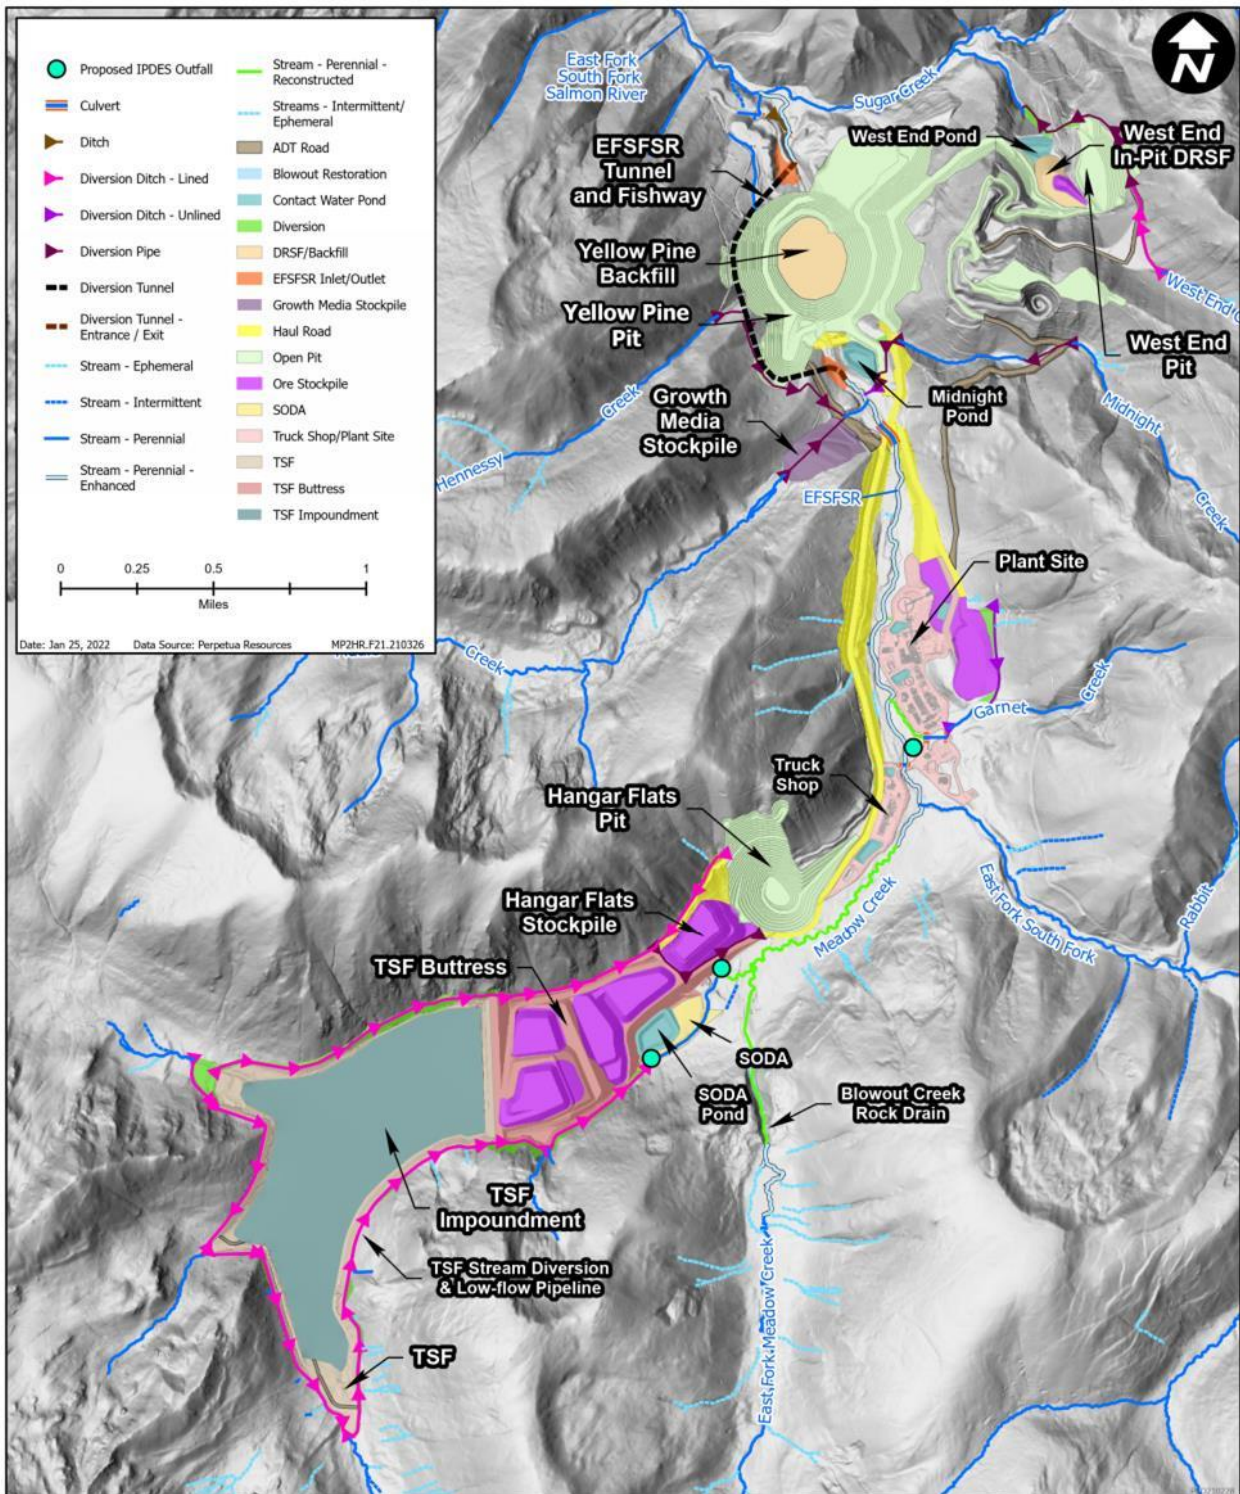 Proposed IPDES Outfall
Culvert
Ditch
Diversion Ditch - Lined
Diversion Ditch - Unlined
Diversion Pipe
Diversion Tunnel
Diversion Tunnel -
Entrance / Exit
Stream - Ephemeral
Stream - Intermittent
Stream - Perennial
Stream - Perennial -
Enhanced
Stream - Perennial -
Reconstructed
Streams - Intermittent/
Ephemeral
ADT Road
Blowout Restoration
Contact Water Pond
Diversion
DRSF/Backfill
EFSFSR Inlet/Outlet
Growth Media Stockpile
Haul Road
Open Pit
Ore Stockpile
SODA
Truck Shop/Plant Site
TSF
TSF Buttress
TSF Impoundment
0 0.25 0.5 1
Miles
Date: Jan 25, 2022 Data Source: Perpetua Resources MP2HR.F21.210326
N
East Fork
South Fork
Salmon River
Sugar Creek
West End Pond
West End
In-Pit DRSF
EFSFSR
Tunnel
and Fishway
Yellow Pine
Backfill
Yellow Pine
Pit
West End
West End
Pit
Growth
Media
Stockpile
Midnight
Pond
Midnight
Creek
Hennessy
Creek
EFSFSR
Plant Site
Creek
Garnet
Creek
Truck
Shop
Hangar Flats
Pit
Hangar Flats
Stockpile
Meadow Creek
East Fork South Fork
Rabbit
TSF Buttress
SODA
SODA
Pond
Blowout Creek
Rock Drain
TSF
Impoundment
TSF Stream Diversion
& Low-flow Pipeline
TSF
East Fork Meadow Creek